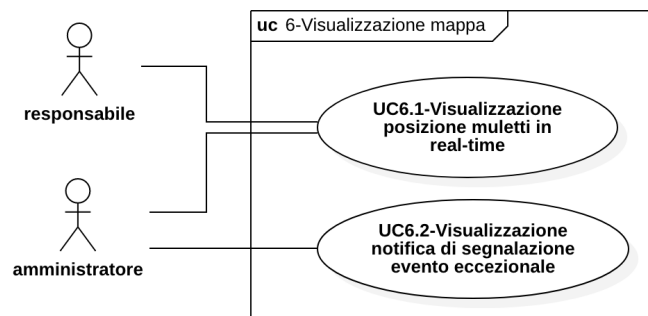 uc 6-Visualizzazione mappa
responsabile
UC6.1-Visualizzazione
posizione muletti in
real-time
amministratore
UC6.2-Visualizzazione
notifica di segnalazione
evento eccezionale